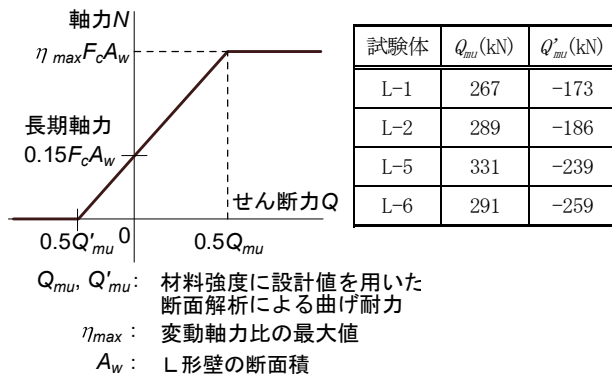 軸力N
η max FcAw
長期軸力
0.15FcAw
せん断力Q
0.5Q'mu 0 0.5Qmu
試験体 Qmu(kN) Q'mu(kN)
L-1 267 -173
L-2 289 -186
L-5 331 -239
L-6 291 -259
Qmu, Q'mu： 材料強度に設計値を用いた
断面解析による曲げ耐力
ηmax： 変動軸力比の最大値
Aw： L形壁の断面積